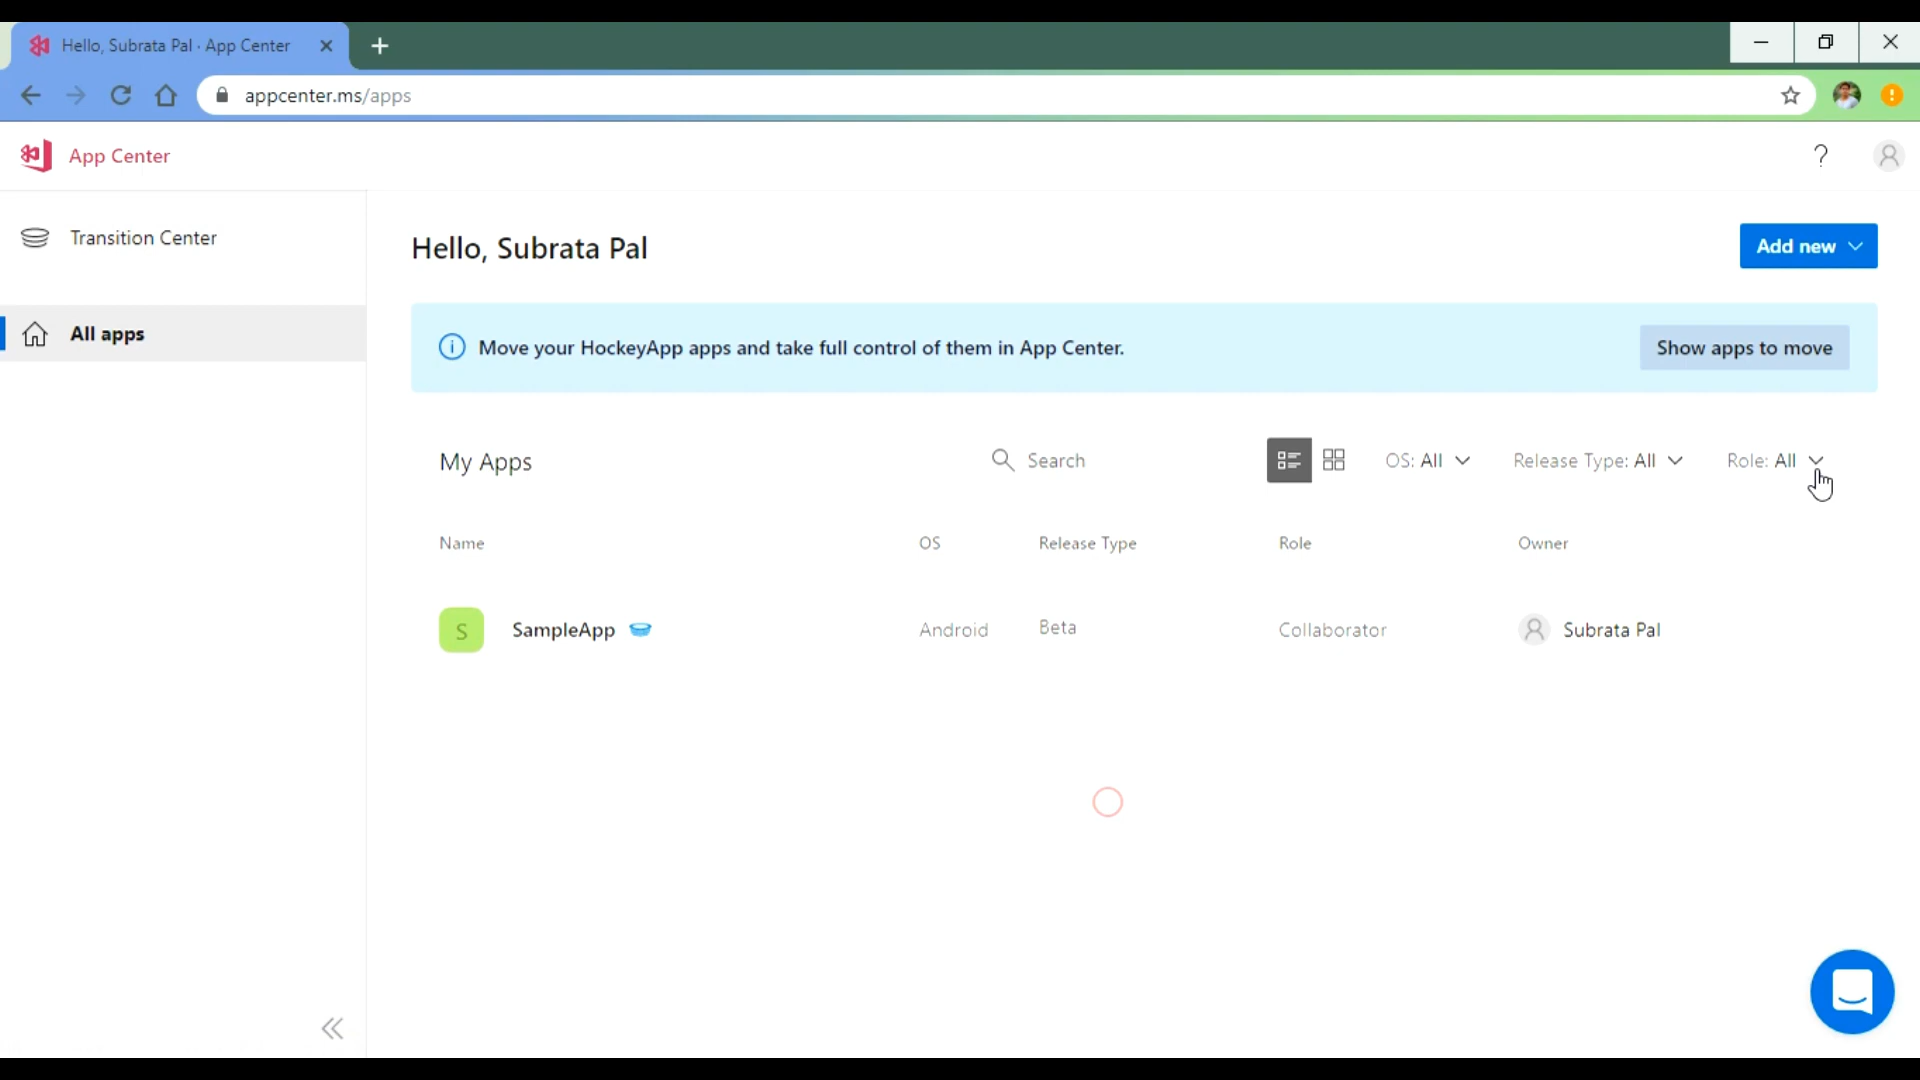 Hello, Subrata Pal · App Center
appcenter.ms/apps
App Center
?
Transition Center
All apps
Hello, Subrata Pal
Add new
Move your HockeyApp apps and take full control of them in App Center.
Show apps to move
My Apps
Search
OS: All
Release Type: All
Role: All
Name
OS
Release Type
Role
Owner
S
SampleApp
Android
Beta
Collaborator
Subrata Pal